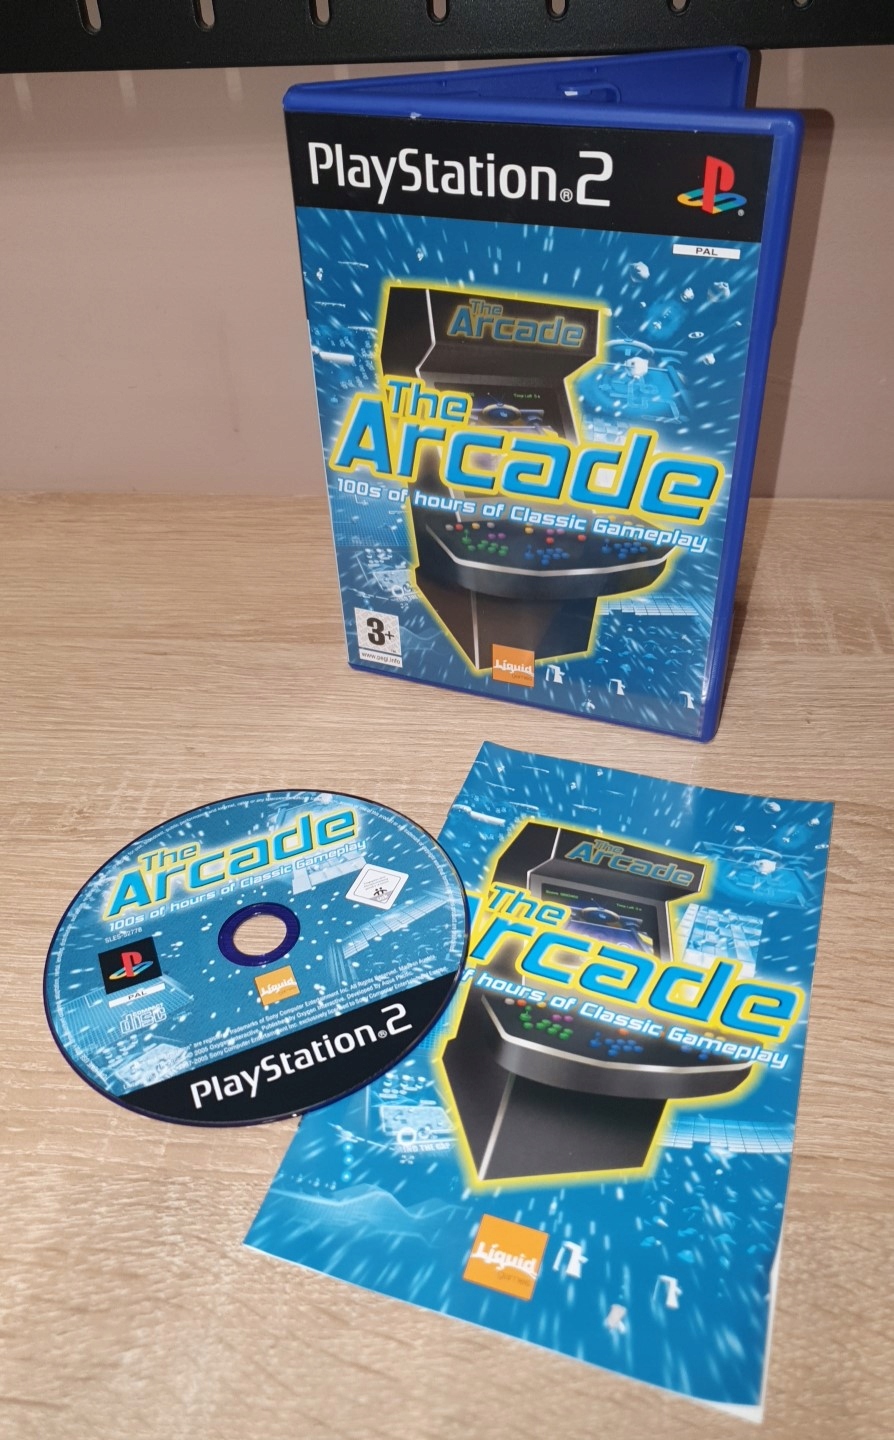 PlayStation®2
PAL
The
Arcade
The
Arcade
100s of hours of Classic Gameplay
3+
www.pegi.info
Liquid
The
Arcade
100s of hours of Classic Gameplay
PAL
Liquid
PlayStation®2
The
Arcade
The
rcade
f hours of Classic Gameplay
Liquid